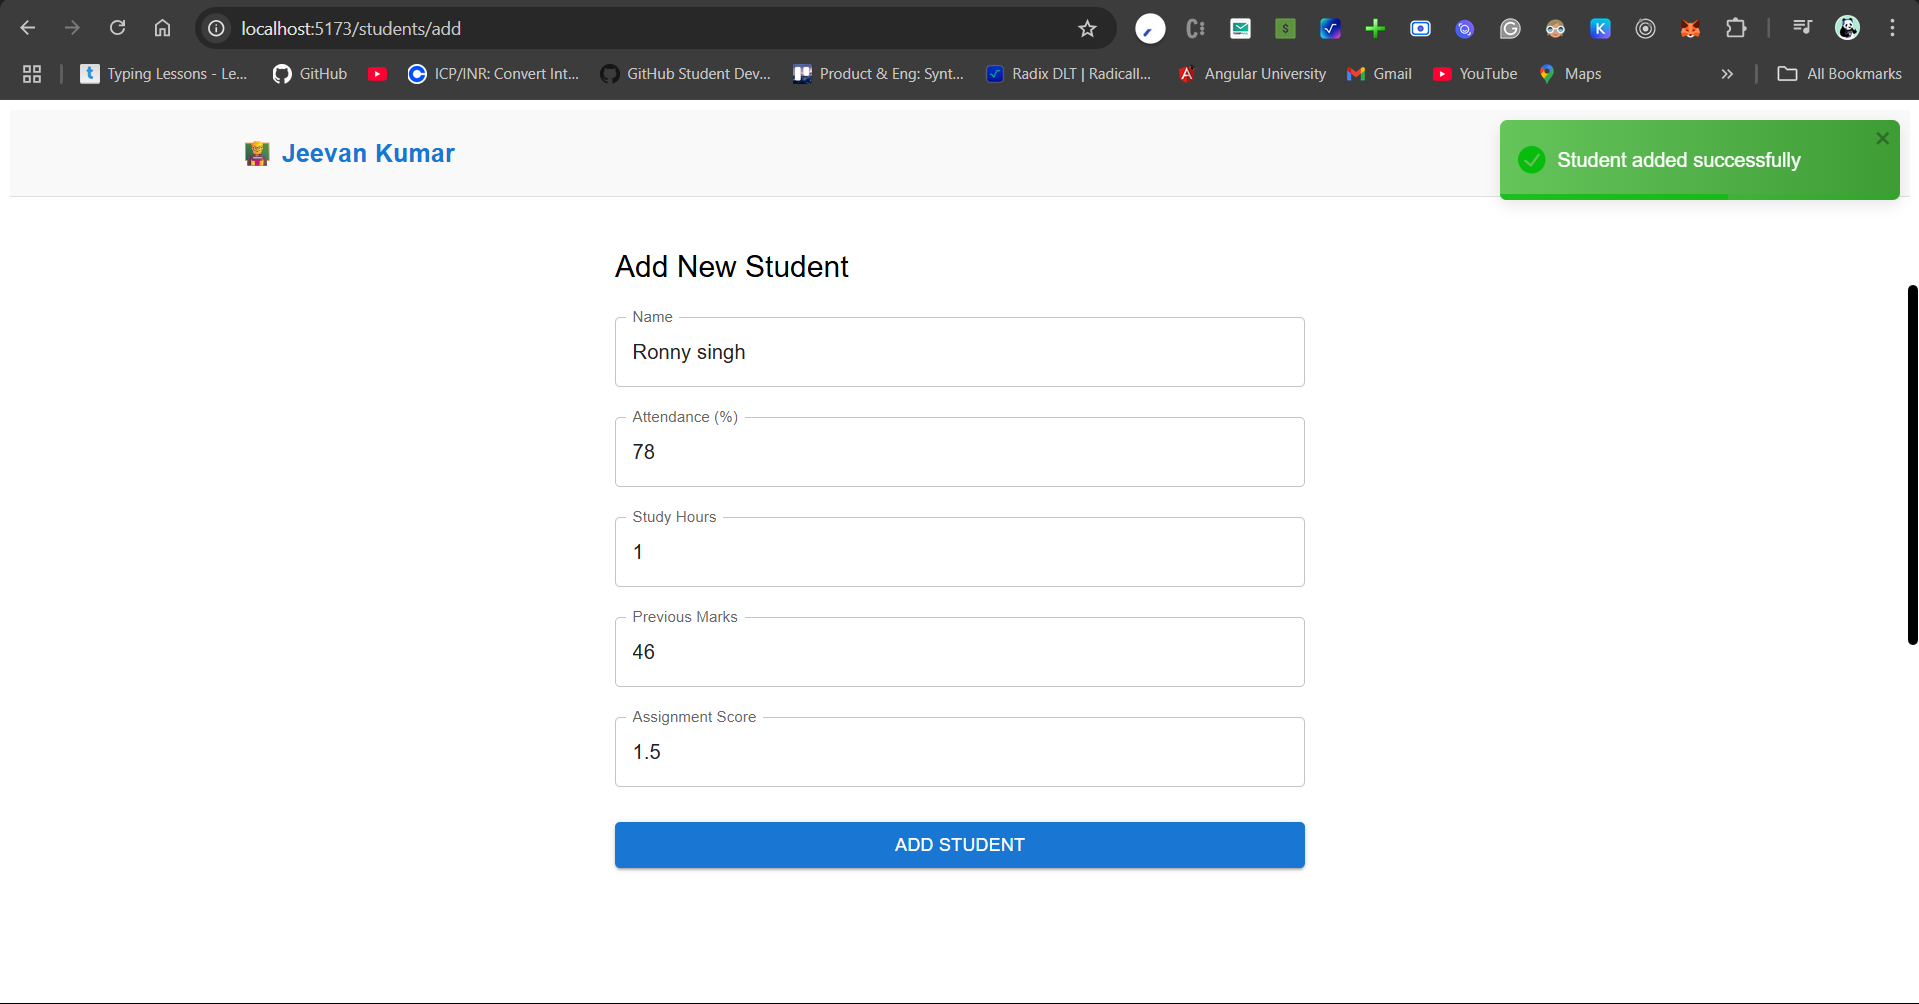 localhost:5173/students/add
Typing Lessons - Le... GitHub ICP/INR: Convert Int... GitHub Student Dev... Product & Eng: Synt... Radix DLT | Radicall... Angular University Gmail YouTube Maps All Bookmarks
Jeevan Kumar
Student added successfully
Add New Student
Name
Ronny singh
Attendance (%)
78
Study Hours
1
Previous Marks
46
Assignment Score
1.5
ADD STUDENT